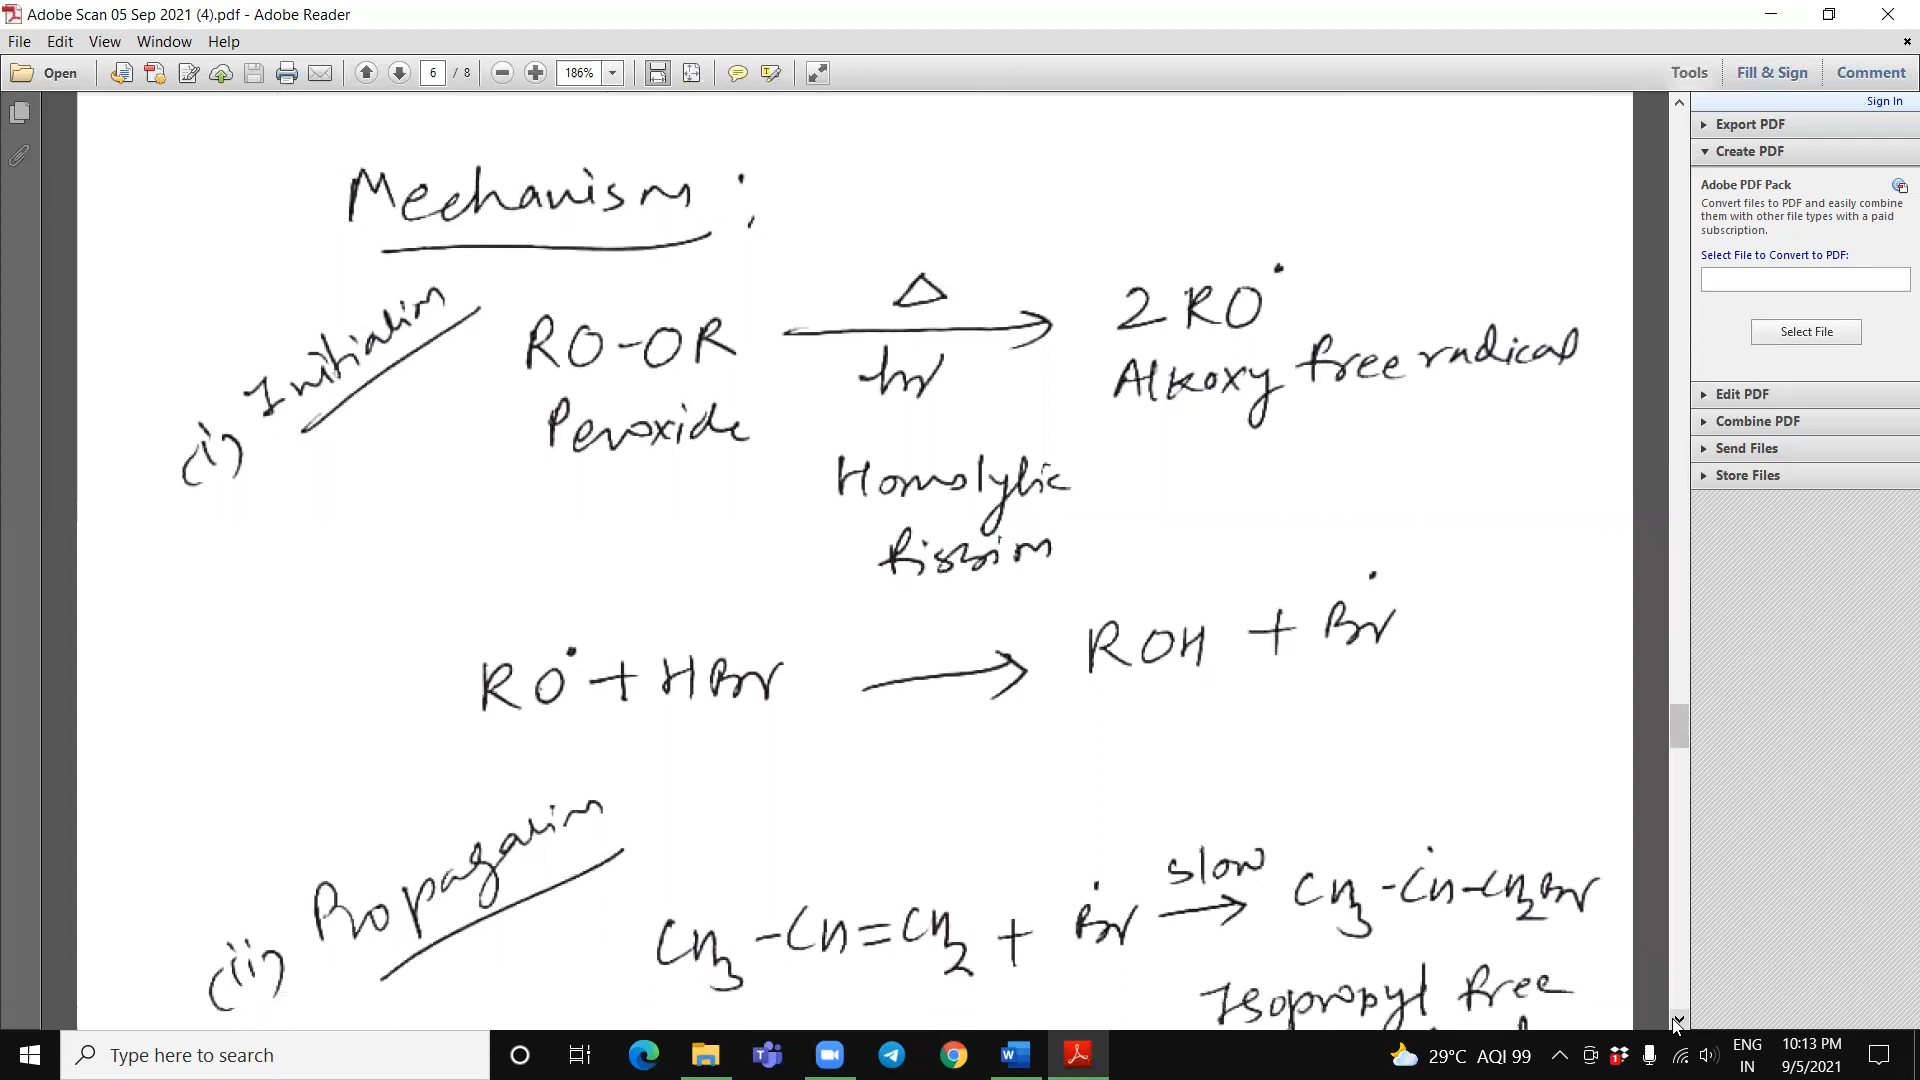 Adobe Scan 05 Sep 2021 (4).pdf - Adobe Reader
File Edit View Window Help
Open 6 / 8 186% Tools Fill & Sign Comment
Sign In
Export PDF
Create PDF
Adobe PDF Pack
Convert files to PDF and easily combine
them with other file types with a paid
subscription.
Select File to Convert to PDF:
Select File
Edit PDF
Combine PDF
Send Files
Store Files
Mechanism :
(i) Initiation
RO-OR Δ hν → 2 RO•
Peroxide Alkoxy free radical
Homolytic
fission
RO• + HBr → ROH + Br•
(ii) Propagation
CH3-CH=CH2 + Br• slow → CH3-ĊH-CH2Br
Isopropyl free
Type here to search
29°C AQI 99
ENG
IN
10:13 PM
9/5/2021